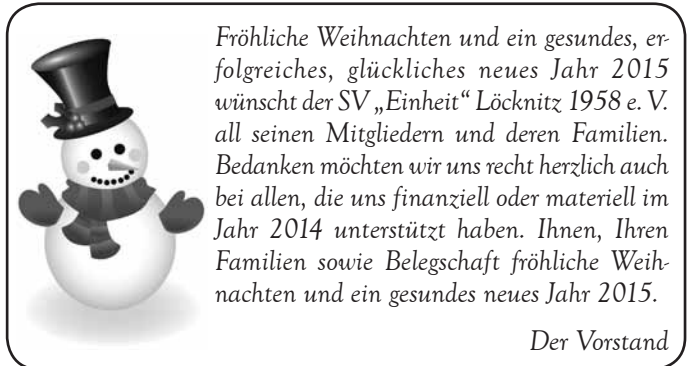 Fröhliche Weihnachten und ein gesundes, er-
folgreiches, glückliches neues Jahr 2015
wünscht der SV „Einheit“ Löcknitz 1958 e. V.
all seinen Mitgliedern und deren Familien.
Bedanken möchten wir uns recht herzlich auch
bei allen, die uns finanziell oder materiell im
Jahr 2014 unterstützt haben. Ihnen, Ihren
Familien sowie Belegschaft fröhliche Weih-
nachten und ein gesundes neues Jahr 2015.
Der Vorstand